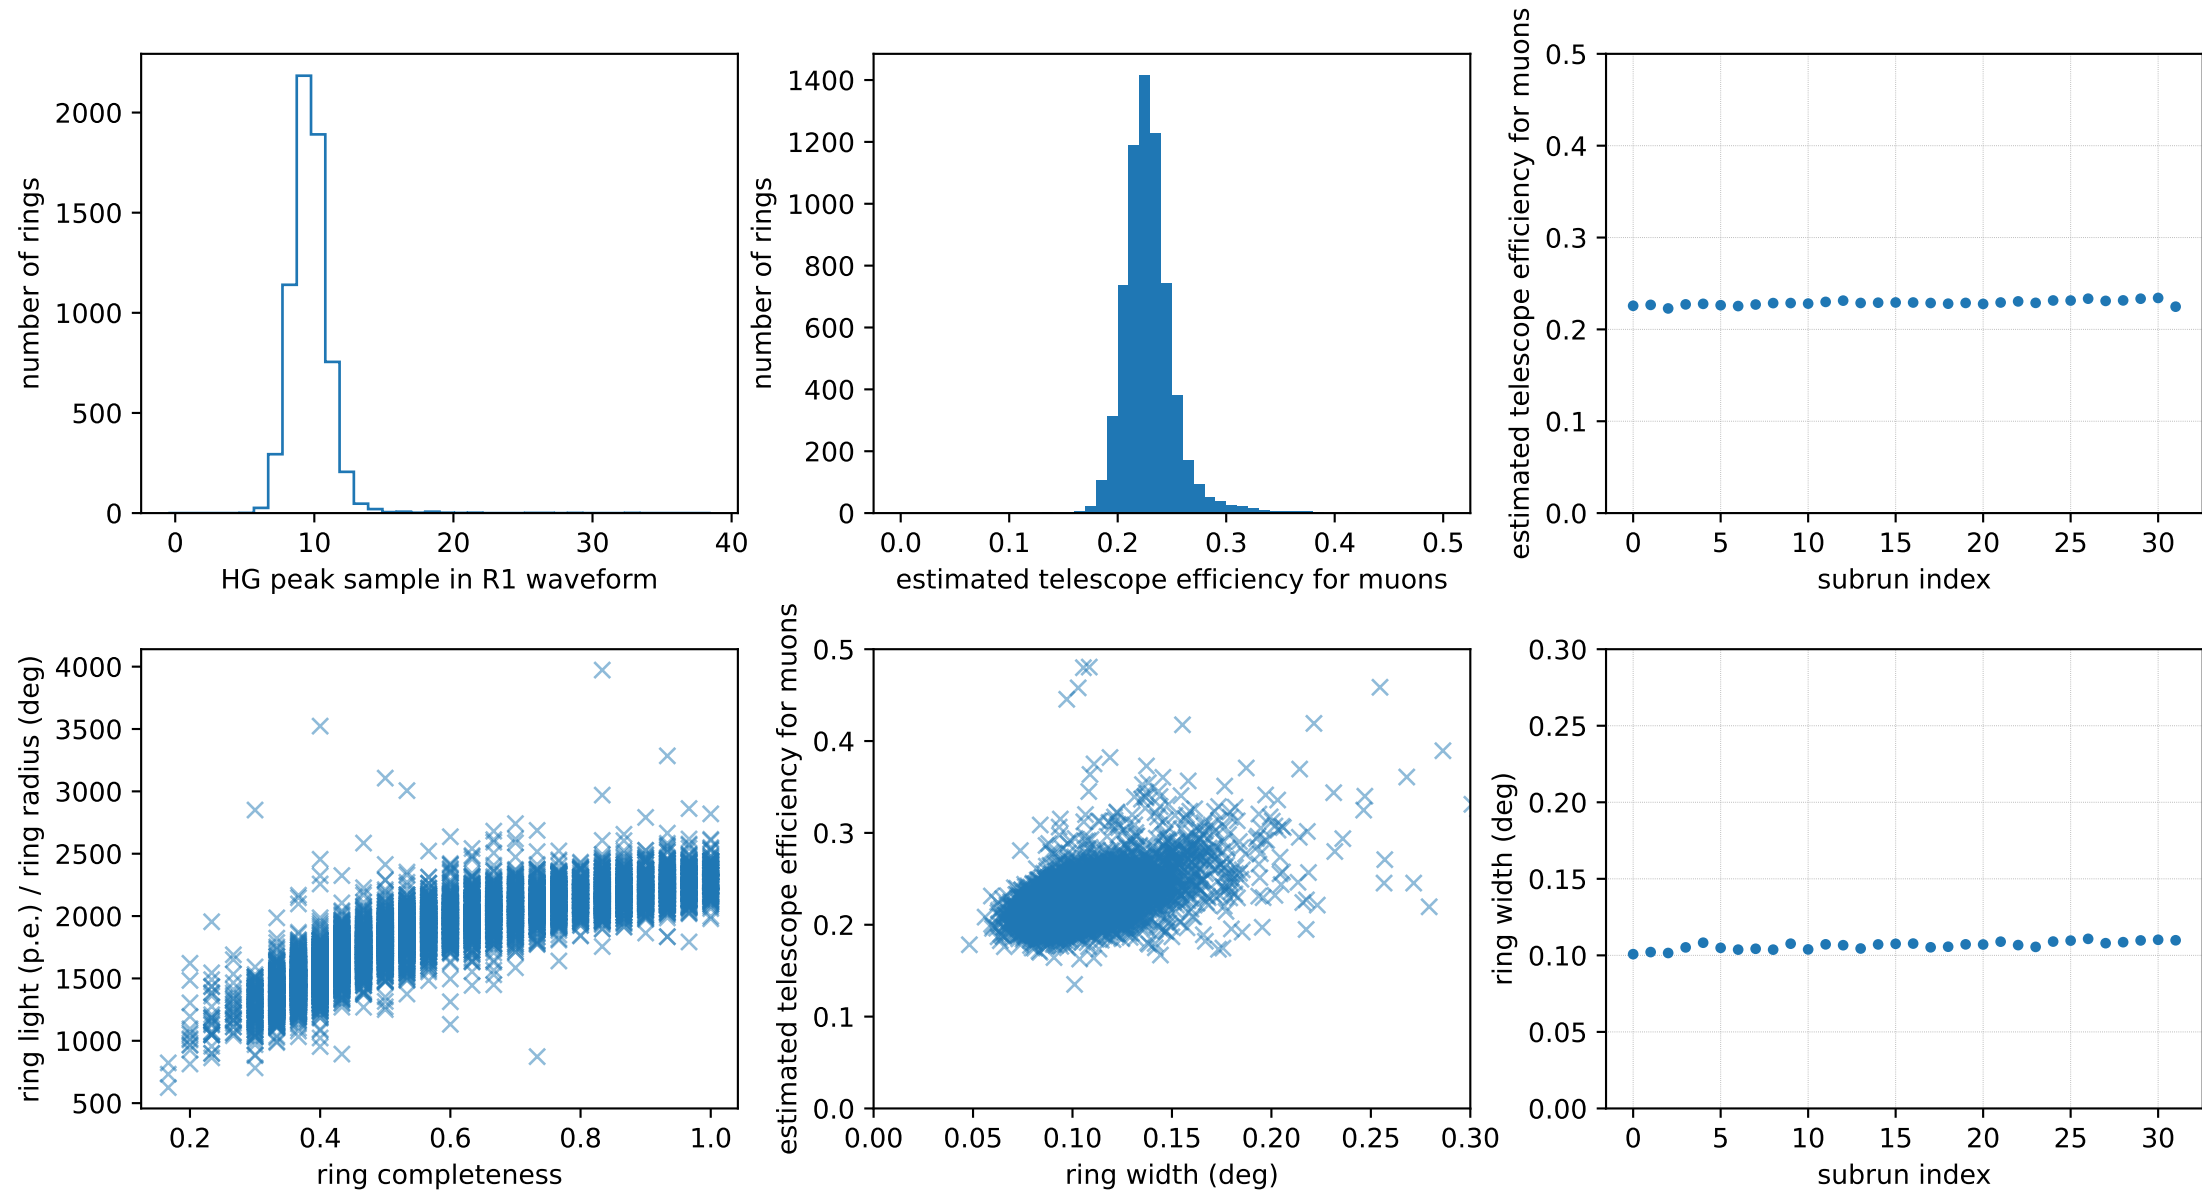 number of rings
2000
1500
1000
500
0
0 10 20 30 40
HG peak sample in R1 waveform
number of rings
1400
1200
1000
800
600
400
200
0
0.0 0.1 0.2 0.3 0.4 0.5
estimated telescope efficiency for muons
estimated telescope efficiency for muons
0.5
0.4
0.3
0.2
0.1
0.0
0 5 10 15 20 25 30
subrun index
ring light (p.e.) / ring radius (deg)
4000
3500
3000
2500
2000
1500
1000
500
0.2 0.4 0.6 0.8 1.0
ring completeness
estimated telescope efficiency for muons
0.5
0.4
0.3
0.2
0.1
0.0
0.00 0.05 0.10 0.15 0.20 0.25 0.30
ring width (deg)
ring width (deg)
0.30
0.25
0.20
0.15
0.10
0.05
0.00
0 5 10 15 20 25 30
subrun index